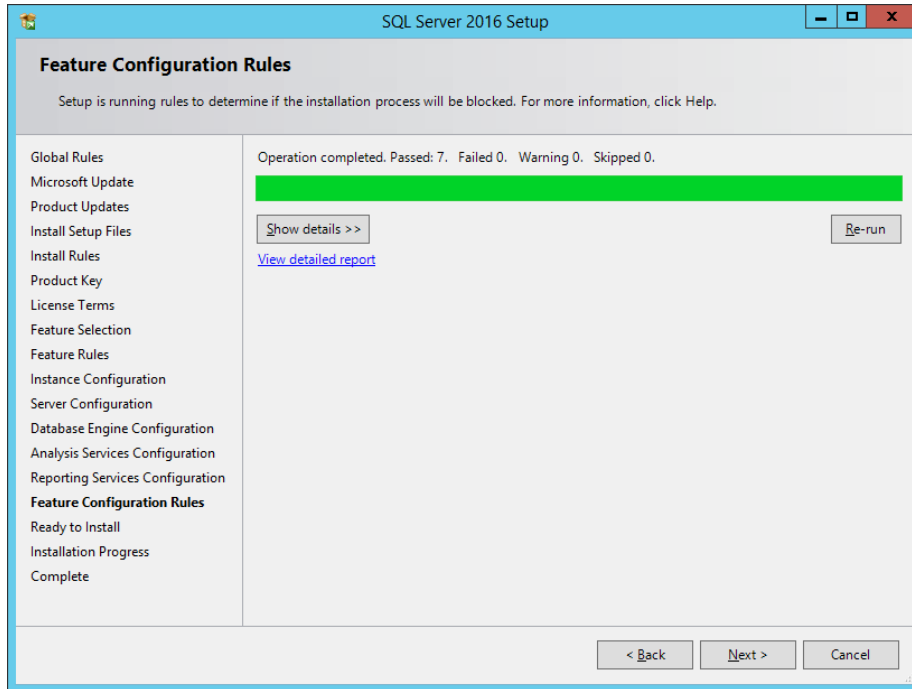 SQL Server 2016 Setup
Feature Configuration Rules
Setup is running rules to determine if the installation process will be blocked. For more information, click Help.
Global Rules
Microsoft Update
Product Updates
Install Setup Files
Install Rules
Product Key
License Terms
Feature Selection
Feature Rules
Instance Configuration
Server Configuration
Database Engine Configuration
Analysis Services Configuration
Reporting Services Configuration
Feature Configuration Rules
Ready to Install
Installation Progress
Complete
Operation completed. Passed: 7.   Failed 0.   Warning 0.   Skipped 0.
Show details >>
Re-run
View detailed report
< Back
Next >
Cancel